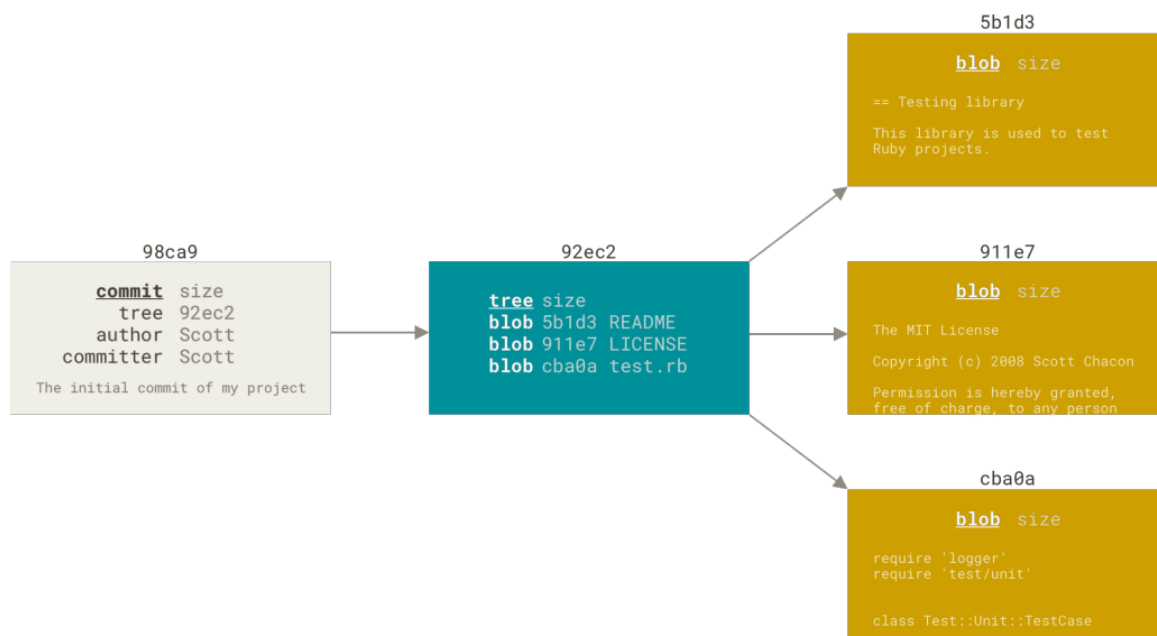 98ca9
commit size
tree 92ec2
author Scott
committer Scott
The initial commit of my project
92ec2
tree size
blob 5b1d3 README
blob 911e7 LICENSE
blob cba0a test.rb
5b1d3
blob size
== Testing library
This library is used to test
Ruby projects.
911e7
blob size
The MIT License
Copyright (c) 2008 Scott Chacon
Permission is hereby granted,
free of charge, to any person
cba0a
blob size
require 'logger'
require 'test/unit'
class Test::Unit::TestCase